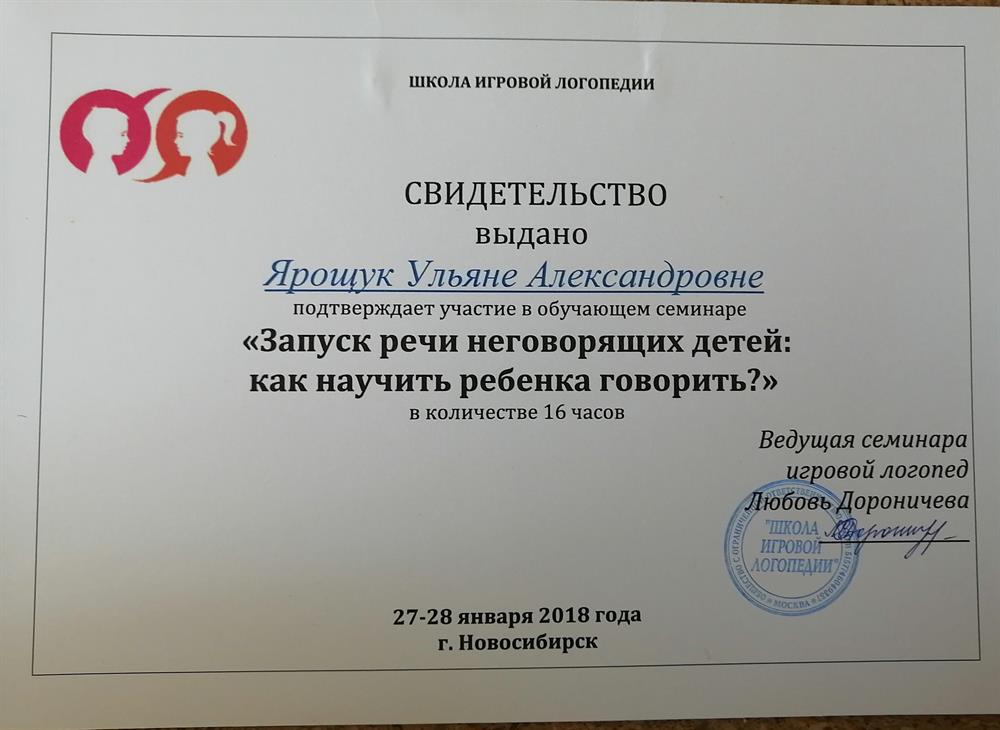 ШКОЛА ИГРОВОЙ ЛОГОПЕДИИ
СВИДЕТЕЛЬСТВО
выдано
Ярощук Ульяне Александровне
подтверждает участие в обучающем семинаре
«Запуск речи неговорящих детей:
как научить ребенка говорить?»
в количестве 16 часов
Ведущая семинара
игровой логопед
Любовь Дороничева
"ШКОЛА
ИГРОВОЙ
ЛОГОПЕДИИ"
МОСКВА
27-28 января 2018 года
г. Новосибирск